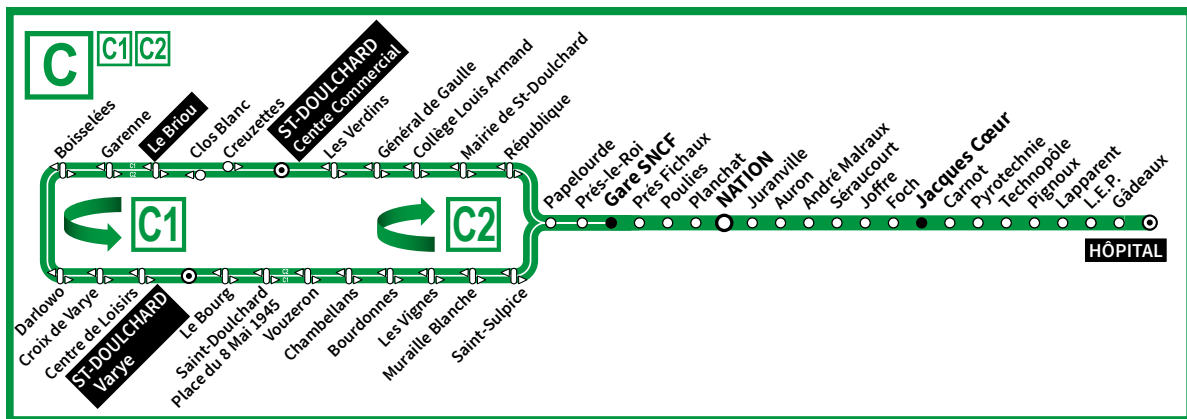 C
C1
C2
Boisselées
Garenne
Le Briou
Clos Blanc
Creuzettes
ST-DOULCHARD
Centre Commercial
Les Verdins
Général de Gaulle
Collège Louis Armand
Mairie de St-Doulchard
République
Papelourde
Prés-le-Roi
Gare SNCF
Prés Fichaux
Poulies
Planchat
NATION
Juranville
Auron
André Malraux
Séraucourt
Joffre
Foch
Jacques Cœur
Carnot
Pyrotechnie
Technopôle
Pignoux
Lapparent
L.E.P.
Gâdeaux
HÔPITAL
C1
C2
Darlowo
Croix de Varye
Centre de Loisirs
ST-DOULCHARD
Varye
Le Bourg
Saint-Doulchard
Place du 8 Mai 1945
Vouzeron
Chambellans
Bourdonnes
Les Vignes
Muraille Blanche
Saint-Sulpice